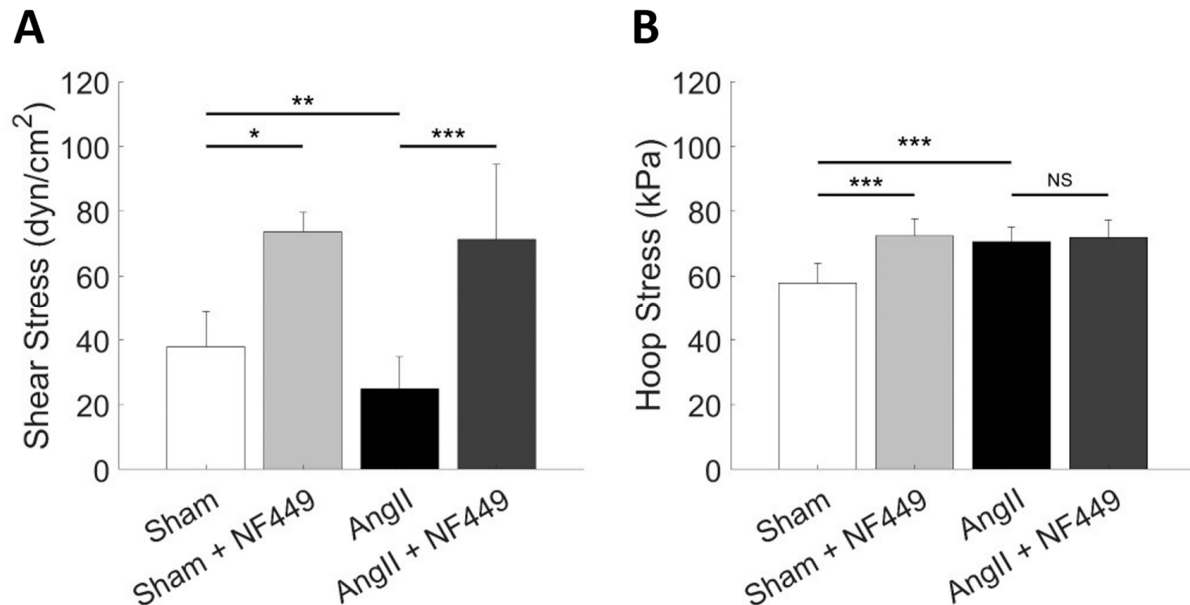 A
Shear Stress (dyn/cm²)
120
100
80
60
40
20
0
**
*
***
Sham
Sham + NF449
AngII
AngII + NF449
B
Hoop Stress (kPa)
120
100
80
60
40
20
0
***
***
NS
Sham
Sham + NF449
AngII
AngII + NF449